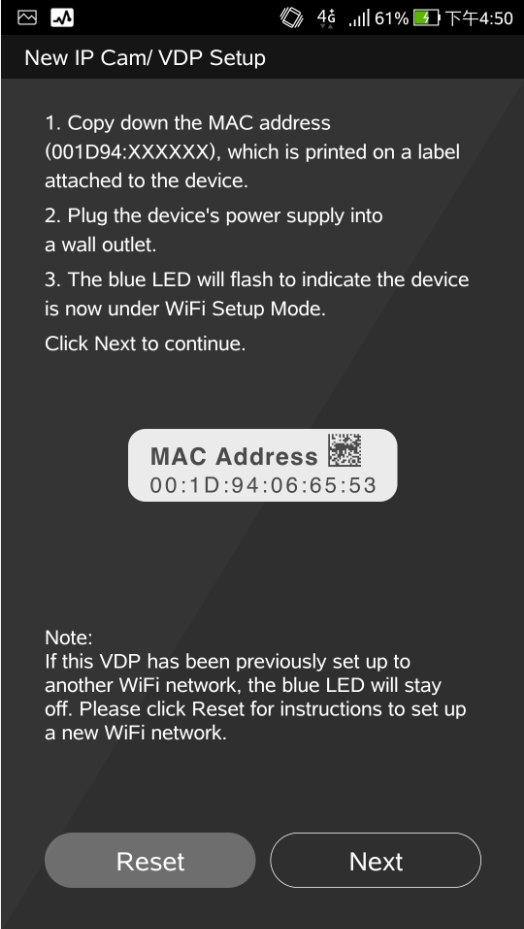 4G 61% 下午4:50
New IP Cam/ VDP Setup
1. Copy down the MAC address
(001D94:XXXXXX), which is printed on a label
attached to the device.
2. Plug the device's power supply into
a wall outlet.
3. The blue LED will flash to indicate the device
is now under WiFi Setup Mode.
Click Next to continue.
MAC Address
00:1D:94:06:65:53
Note:
If this VDP has been previously set up to
another WiFi network, the blue LED will stay
off. Please click Reset for instructions to set up
a new WiFi network.
Reset Next